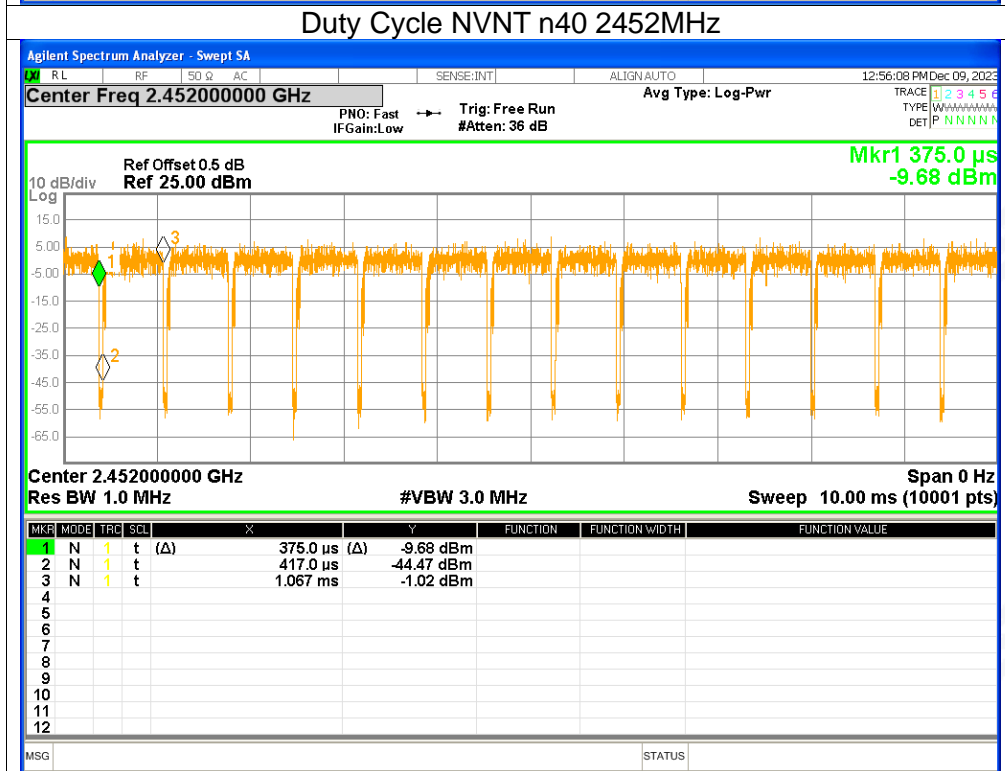 Duty Cycle NVNT n40 2452MHz
Agilent Spectrum Analyzer - Swept SA
LXI RL RF 50 Ω AC SENSE:INT ALIGN AUTO 12:56:08 PM Dec 09, 2023
Center Freq 2.452000000 GHz Avg Type: Log-Pwr TRACE 1 2 3 4 5 6
PNO: Fast Trig: Free Run TYPE
IFGain:Low #Atten: 36 dB DET P N N N N N
Mkr1 375.0 µs
Ref Offset 0.5 dB
10 dB/div Ref 25.00 dBm -9.68 dBm
Log
15.0
5.00
-5.00
-15.0
-25.0
-35.0
-45.0
-55.0
-65.0
1
2
3
Center 2.452000000 GHz Span 0 Hz
Res BW 1.0 MHz #VBW 3.0 MHz Sweep 10.00 ms (10001 pts)
MKR MODE TRC SCL X Y FUNCTION FUNCTION WIDTH FUNCTION VALUE
1 N 1 t (Δ) 375.0 µs (Δ) -9.68 dBm
2 N 1 t 417.0 µs -44.47 dBm
3 N 1 t 1.067 ms -1.02 dBm
4
5
6
7
8
9
10
11
12
MSG STATUS